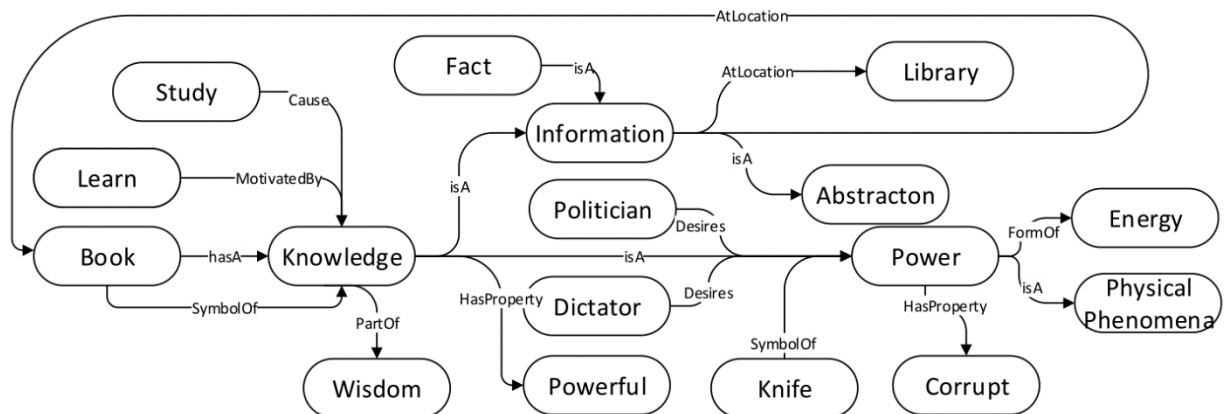 AtLocation
Fact
isA
AtLocation
Library
Study
Cause
Information
Learn
MotivatedBy
isA
isA
Abstracton
Politician
Desires
Energy
FormOf
Book
hasA
Knowledge
isA
Power
HasProperty
Dictator
Desires
isA
Physical
Phenomena
SymbolOf
HasProperty
PartOf
SymbolOf
Wisdom
Powerful
Knife
Corrupt